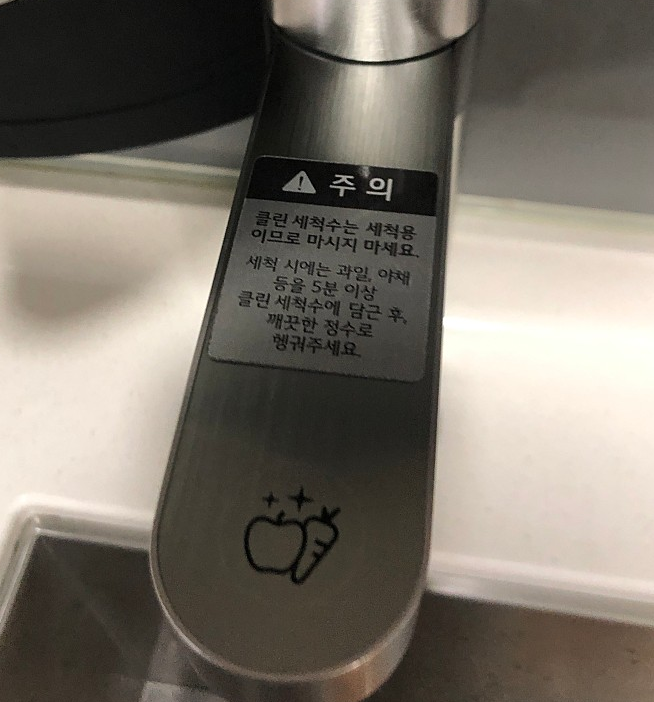 주의
클린 세척수는 세척용
이므로 마시지 마세요.
세척 시에는 과일, 야채
등을 5분 이상
클린 세척수에 담근 후,
깨끗한 정수로
헹궈주세요.